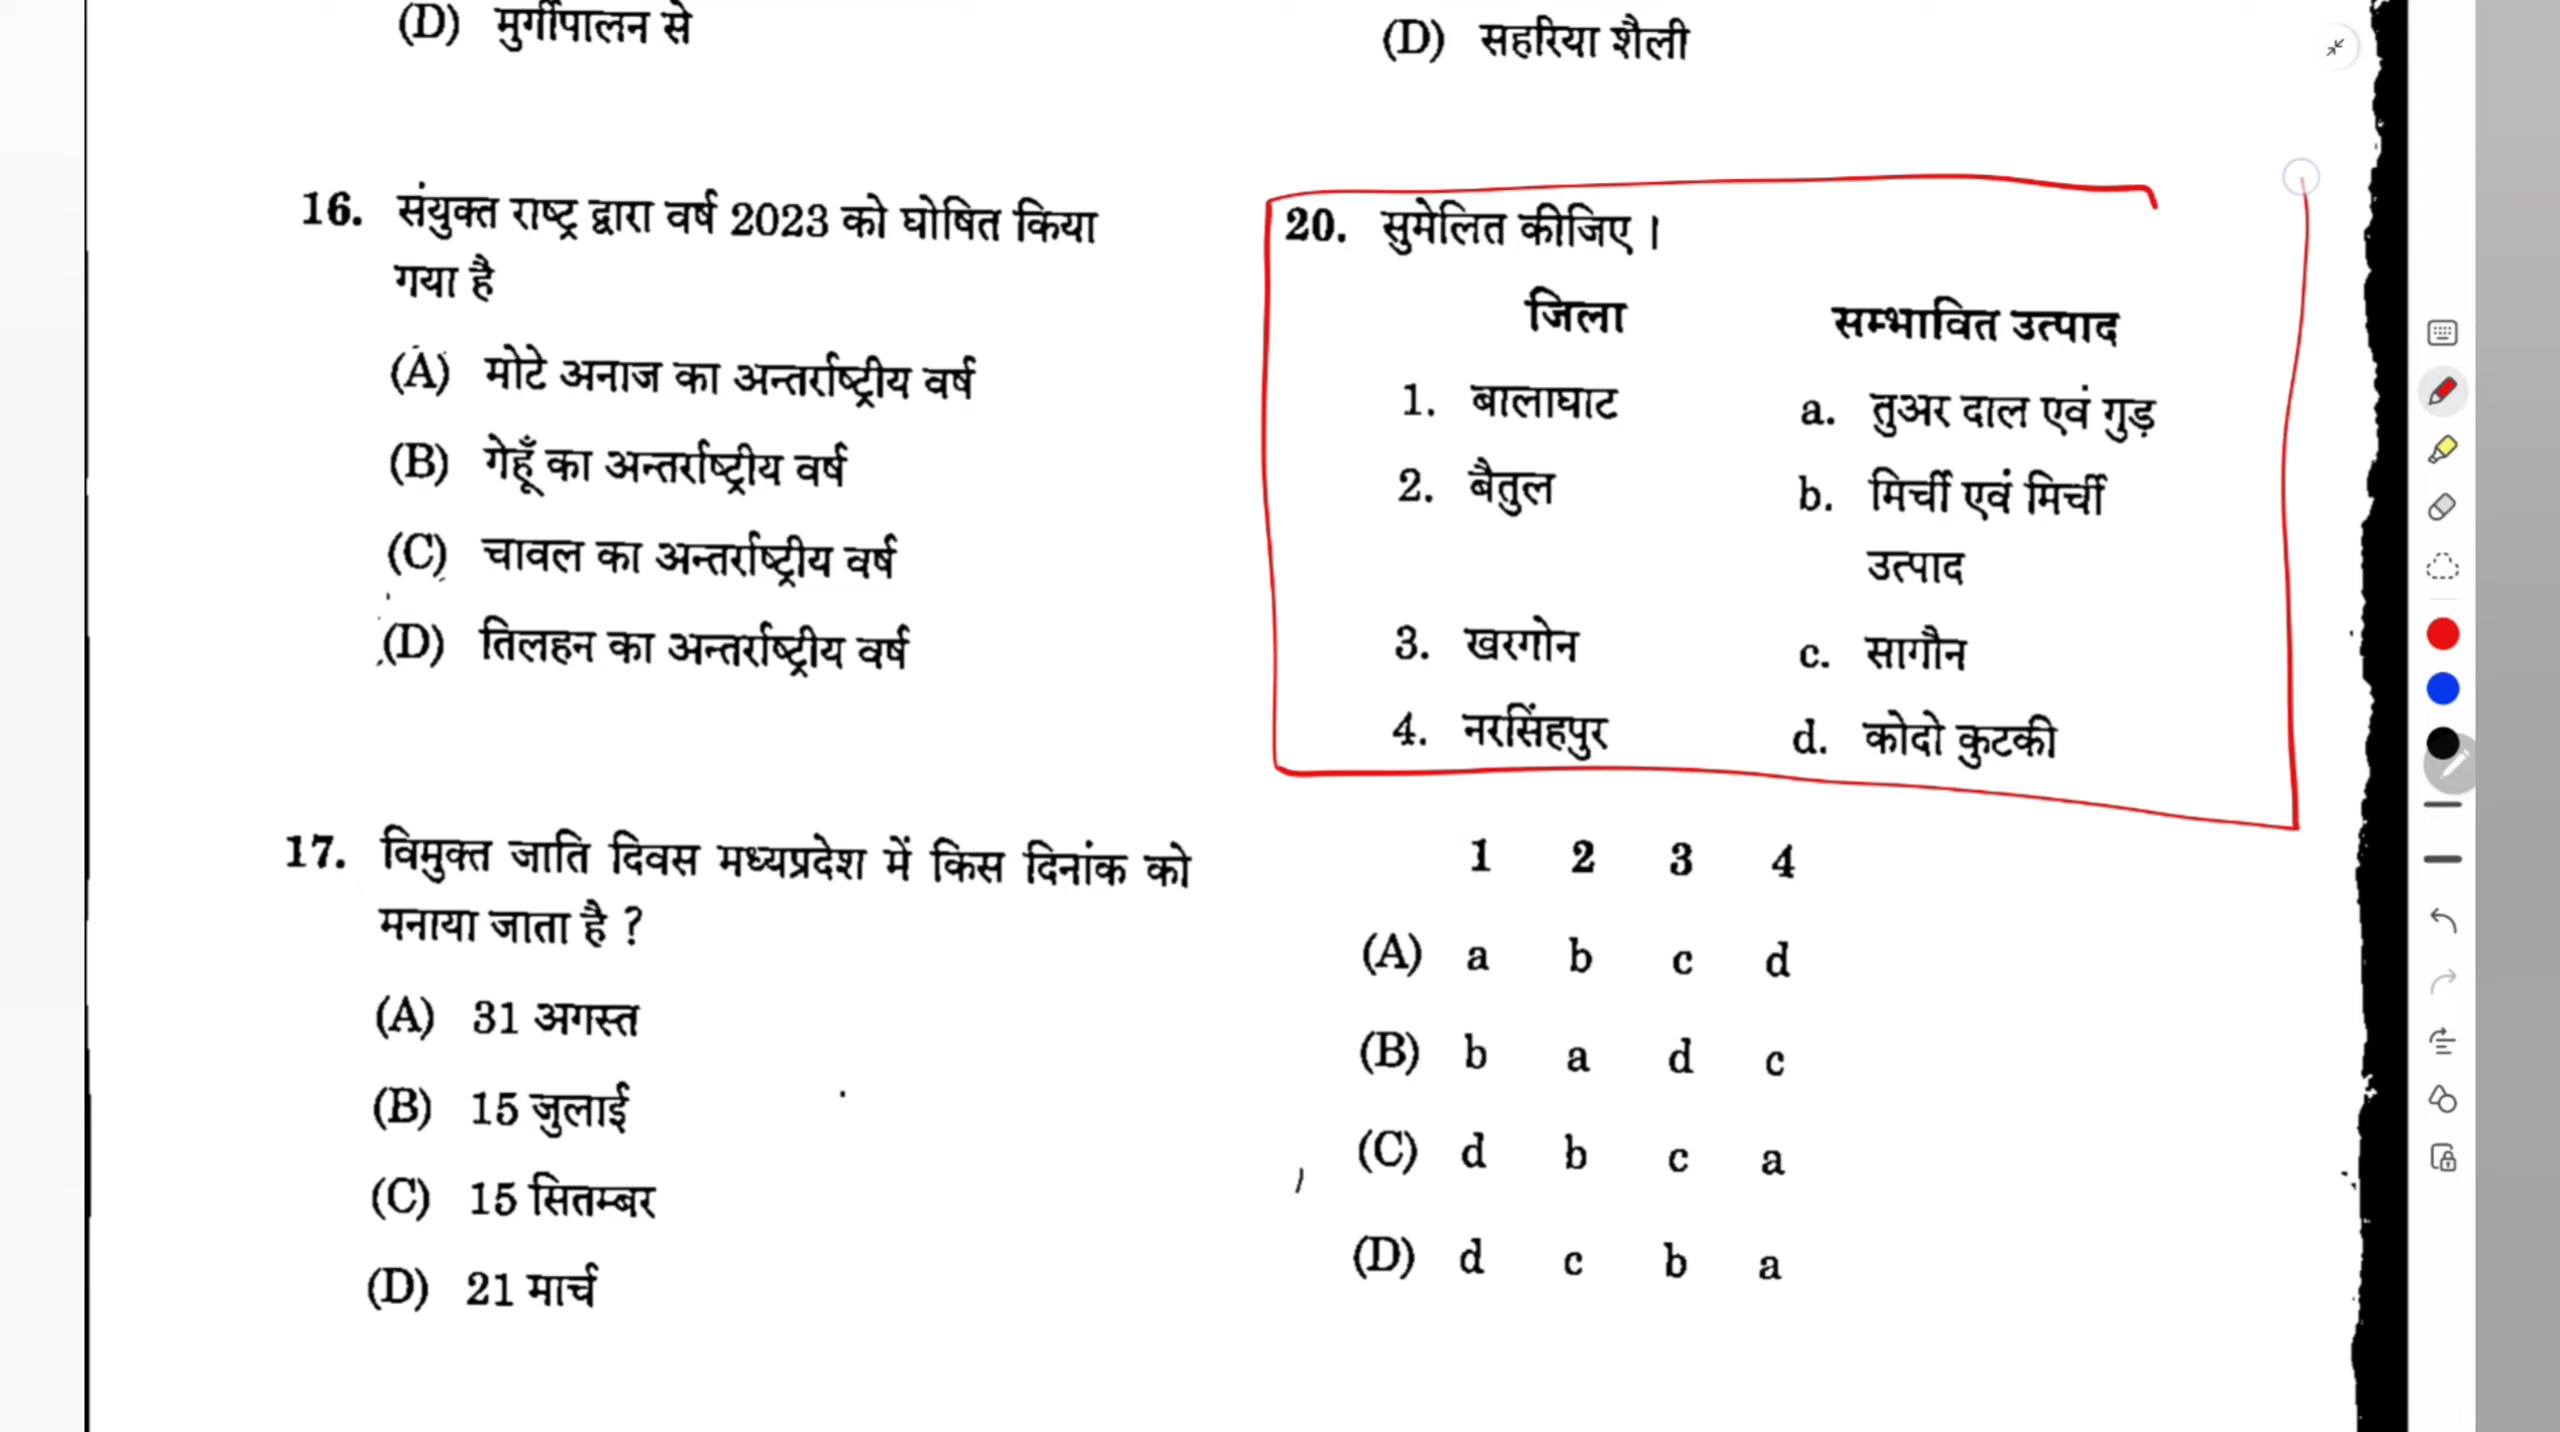 (D) मुर्गीपालन से
16. संयुक्त राष्ट्र द्वारा वर्ष 2023 को घोषित किया
गया है
(A) मोटे अनाज का अन्तर्राष्ट्रीय वर्ष
(B) गेहूँ का अन्तर्राष्ट्रीय वर्ष
(C) चावल का अन्तर्राष्ट्रीय वर्ष
(D) तिलहन का अन्तर्राष्ट्रीय वर्ष
17. विमुक्त जाति दिवस मध्यप्रदेश में किस दिनांक को
मनाया जाता है ?
(A) 31 अगस्त
(B) 15 जुलाई
(C) 15 सितम्बर
(D) 21 मार्च
(D) सहरिया शैली
20. सुमेलित कीजिए ।
जिला सम्भावित उत्पाद
1. बालाघाट a. तुअर दाल एवं गुड़
2. बैतुल b. मिर्ची एवं मिर्ची
उत्पाद
3. खरगोन c. सागौन
4. नरसिंहपुर d. कोदो कुटकी
1 2 3 4
(A) a b c d
(B) b a d c
(C) d b c a
(D) d c b a